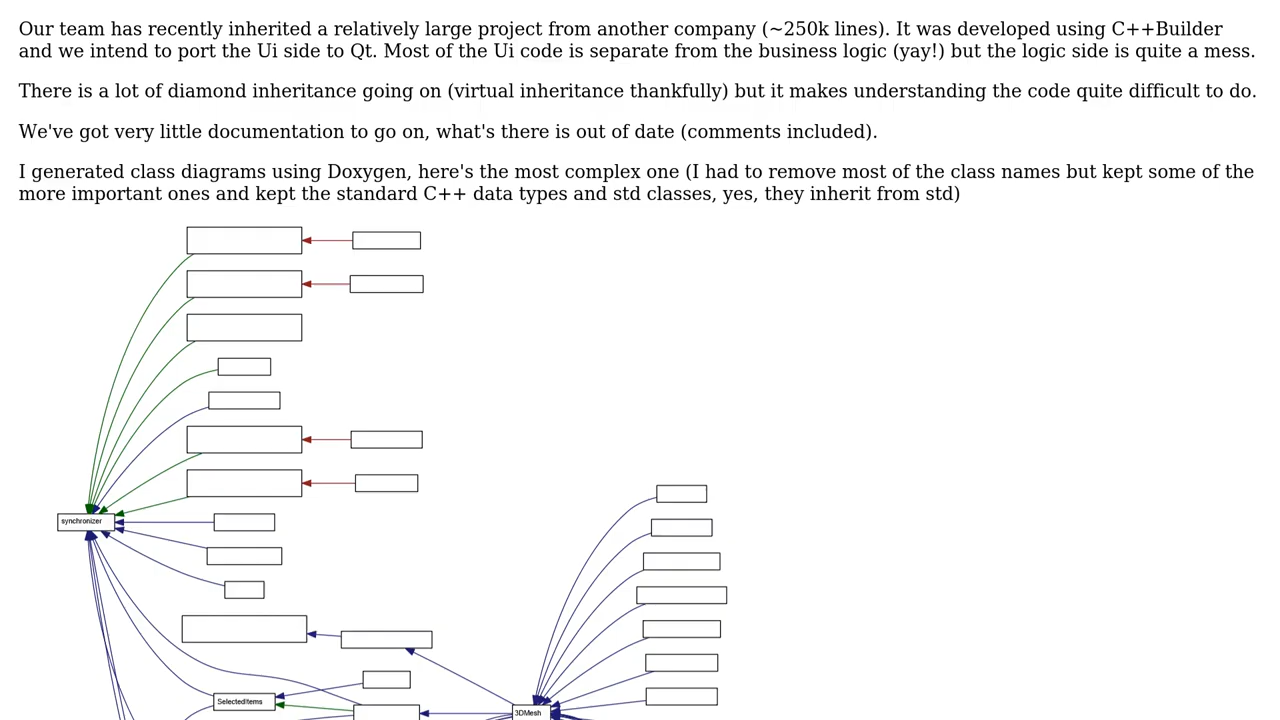 Our team has recently inherited a relatively large project from another company (~250k lines). It was developed using C++Builder
and we intend to port the Ui side to Qt. Most of the Ui code is separate from the business logic (yay!) but the logic side is quite a mess.
There is a lot of diamond inheritance going on (virtual inheritance thankfully) but it makes understanding the code quite difficult to do.
We've got very little documentation to go on, what's there is out of date (comments included).
I generated class diagrams using Doxygen, here's the most complex one (I had to remove most of the class names but kept some of the
more important ones and kept the standard C++ data types and std classes, yes, they inherit from std)
synchronizer
SelectedItems
3DMesh